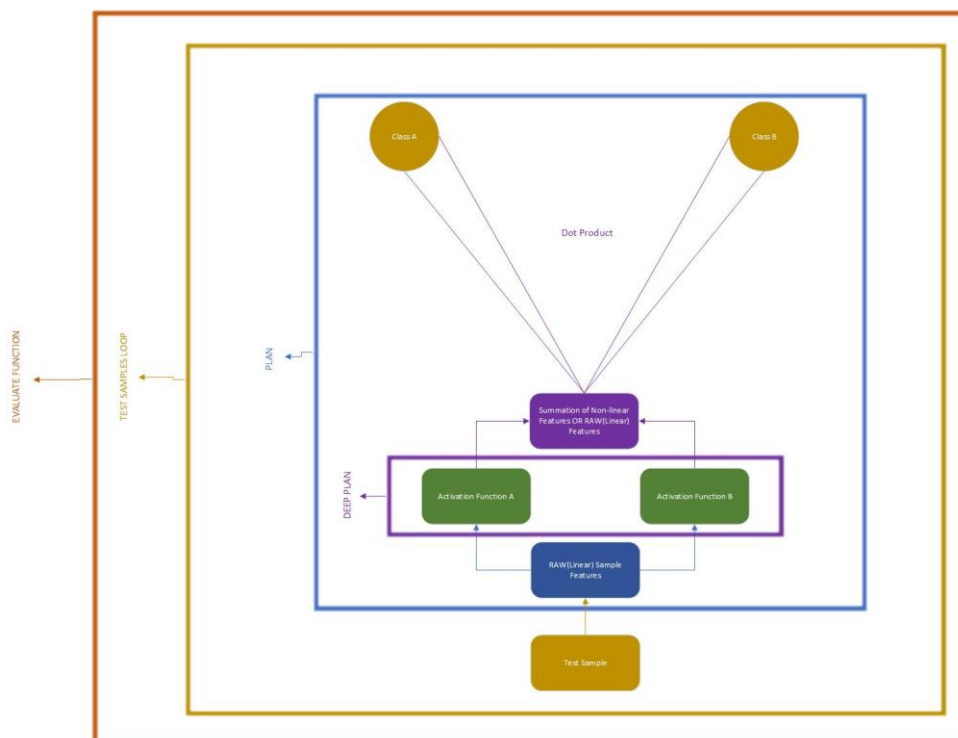 Class A
Class B
Dot Product
EVALUATE FUNCTION
TEST SAMPLES LOOP
PLAN
Summation of Non-linear
Features OR RAW(Linear)
Features
DEEP PLAN
Activation Function A
Activation Function B
RAW(Linear) Sample
Features
Test Sample